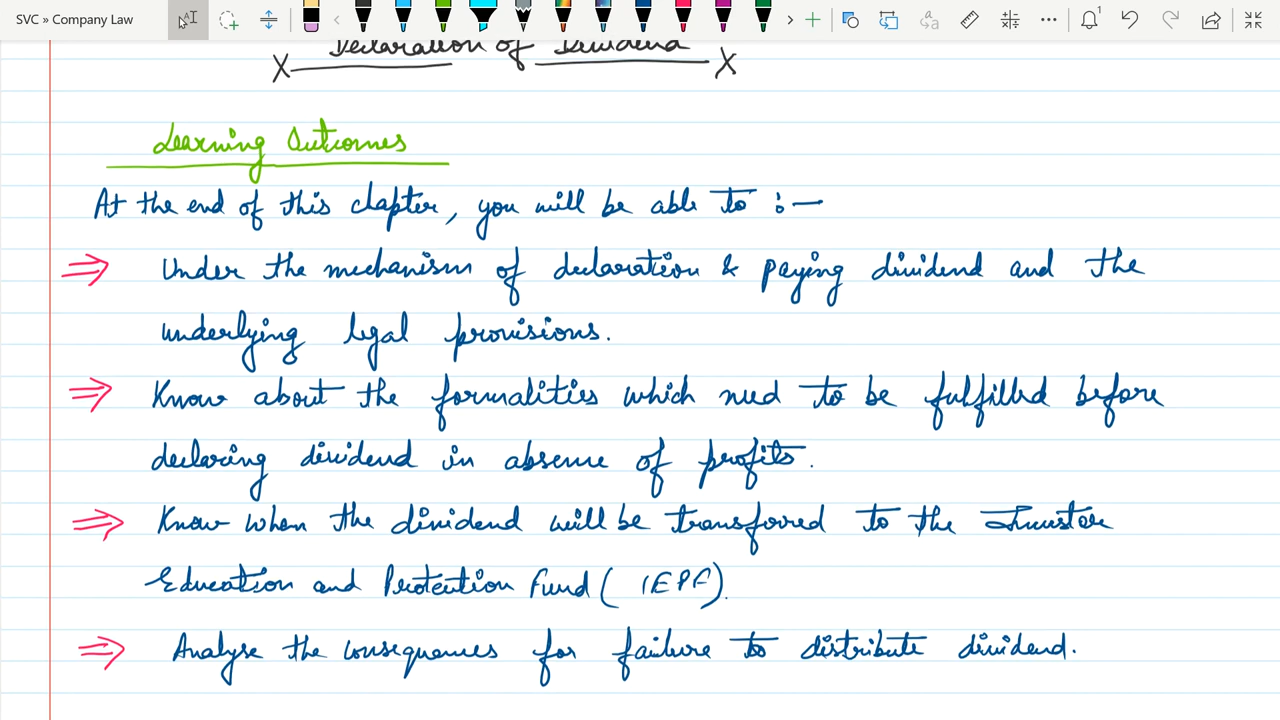 SVC » Company Law
Declaration of Dividend
X X
Learning Outcomes
At the end of this chapter, you will be able to :—
⇒ Under the mechanism of declaration & paying dividend and the
underlying legal provisions.
⇒ Know about the formalities which need to be fulfilled before
declaring dividend in absence of profits.
⇒ Know when the dividend will be transferred to the Investor
Education and Protection Fund ( IEPF).
⇒ Analyse the consequences for failure to distribute dividend.